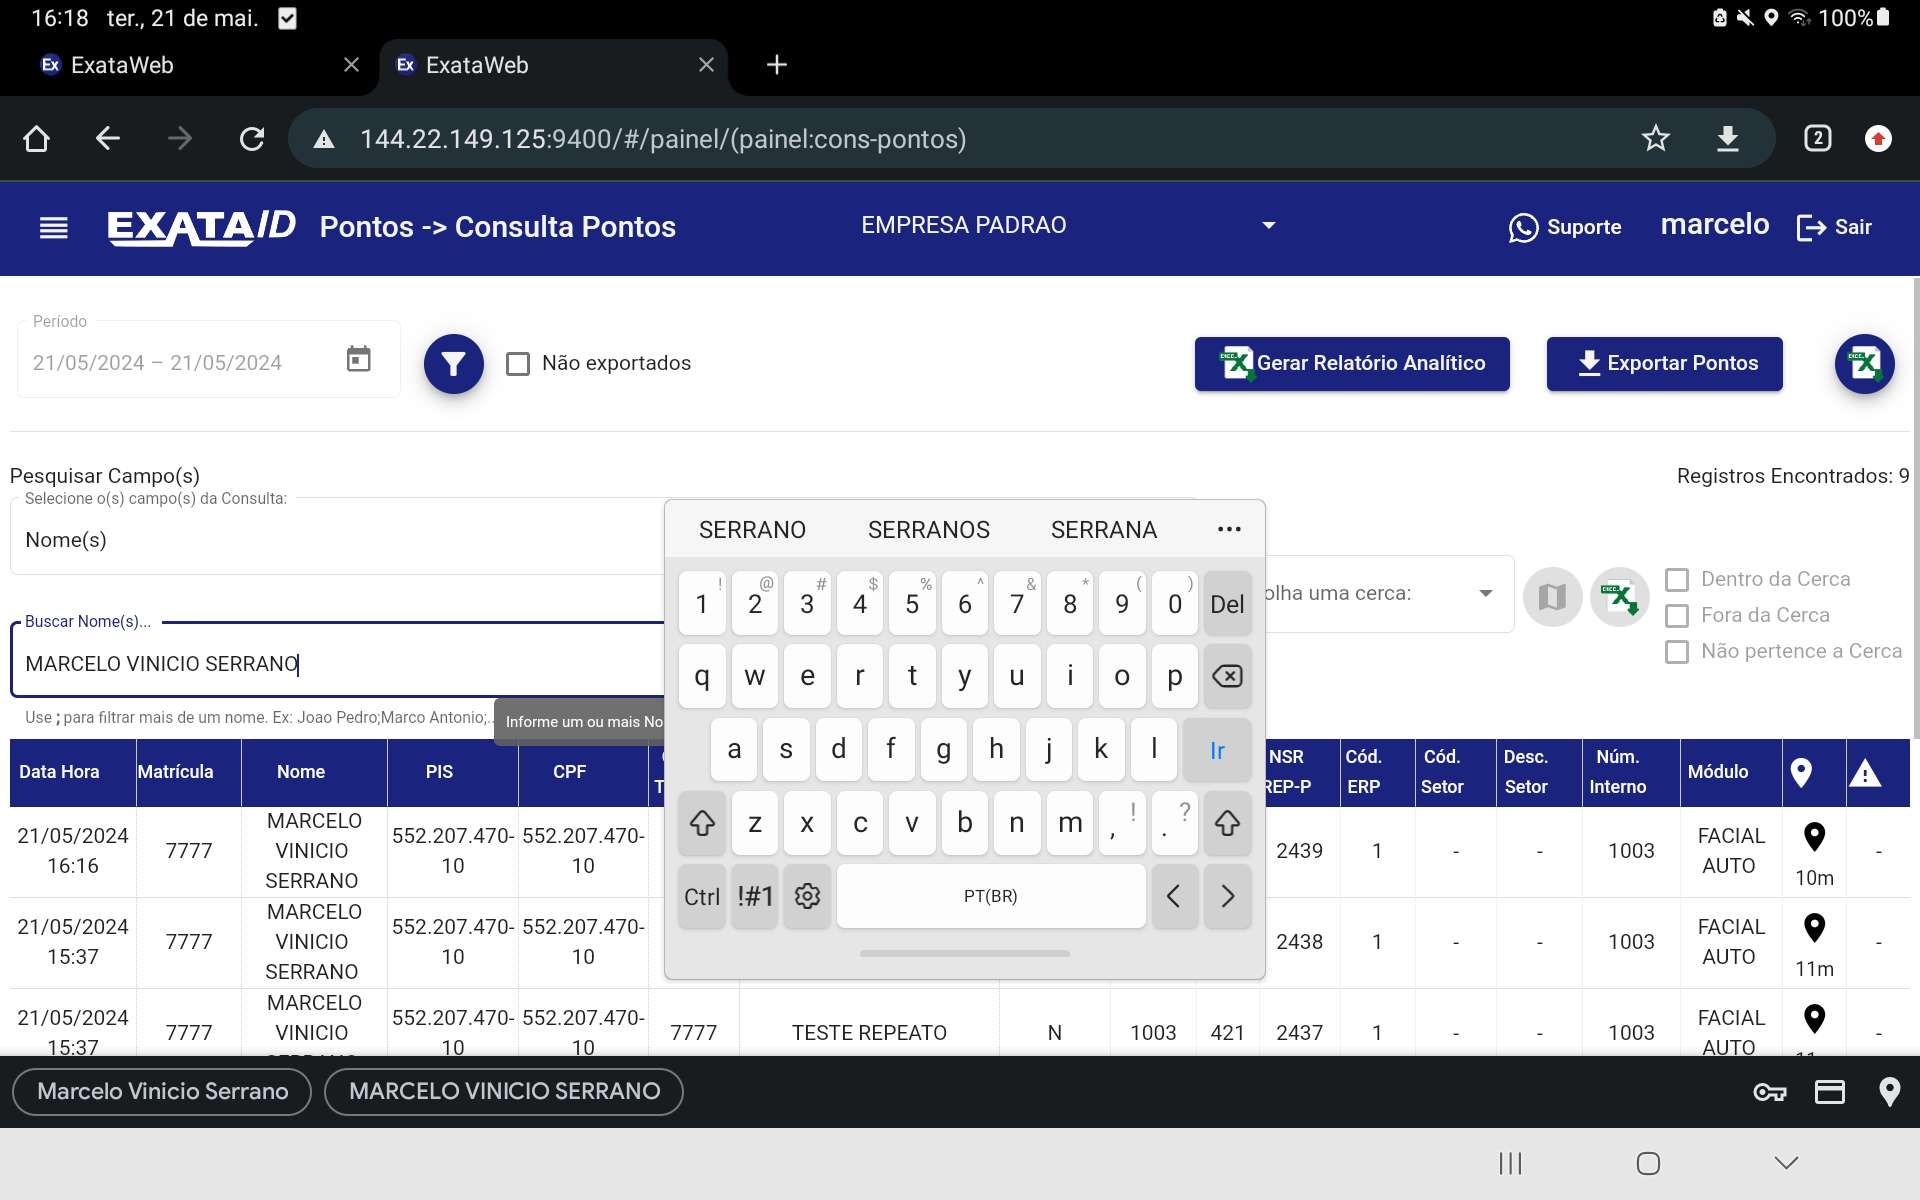 16:18 ter., 21 de mai.
100%
Ex ExataWeb
Ex ExataWeb
144.22.149.125:9400/#/painel/(painel:cons-pontos)
2
EXATA/ID Pontos -> Consulta Pontos
EMPRESA PADRAO
Suporte
marcelo
Sair
Período
21/05/2024 – 21/05/2024
Não exportados
Gerar Relatório Analítico
Exportar Pontos
Pesquisar Campo(s)
Registros Encontrados: 9
Selecione o(s) campo(s) da Consulta:
Nome(s)
olha uma cerca:
Dentro da Cerca
Fora da Cerca
Não pertence a Cerca
Buscar Nome(s)...
MARCELO VINICIO SERRANO
Use ; para filtrar mais de um nome. Ex: Joao Pedro;Marco Antonio;..
Informe um ou mais No
SERRANO SERRANOS SERRANA ...
! @ # $ % ^ & * ( )
1 2 3 4 5 6 7 8 9 0 Del
q w e r t y u i o p
a s d f g h j k l Ir
! ?
z x c v b n m , .
Ctrl !#1 PT(BR) < >
Data Hora Matrícula Nome PIS CPF T NSR REP-P Cód. ERP Cód. Setor Desc. Setor Núm. Interno Módulo
21/05/2024 16:16 7777 MARCELO VINICIO SERRANO 552.207.470-10 552.207.470-10 2439 1 - - 1003 FACIAL AUTO 10m -
21/05/2024 15:37 7777 MARCELO VINICIO SERRANO 552.207.470-10 552.207.470-10 2438 1 - - 1003 FACIAL AUTO 11m -
21/05/2024 15:37 7777 MARCELO VINICIO SERRANO 552.207.470-10 552.207.470-10 7777 TESTE REPEATO N 1003 421 2437 1 - - 1003 FACIAL AUTO -
Marcelo Vinicio Serrano
MARCELO VINICIO SERRANO